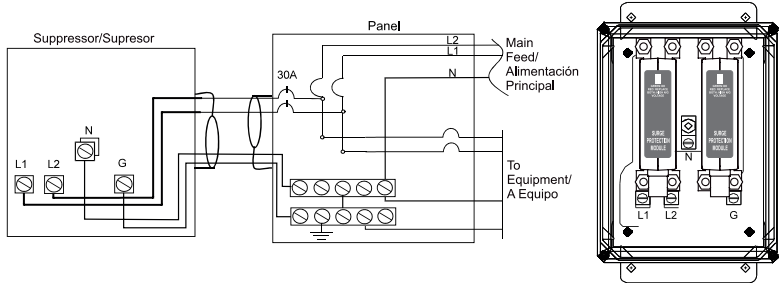 Suppressor/Supresor
Panel
L2
L1
N
Main
Feed/
Alimentación
Principal
30A
N
L1
L2
G
To
Equipment/
A Equipo
SURGE
PROTECTION
MODULE
SURGE
PROTECTION
MODULE
N
L1
L2
G